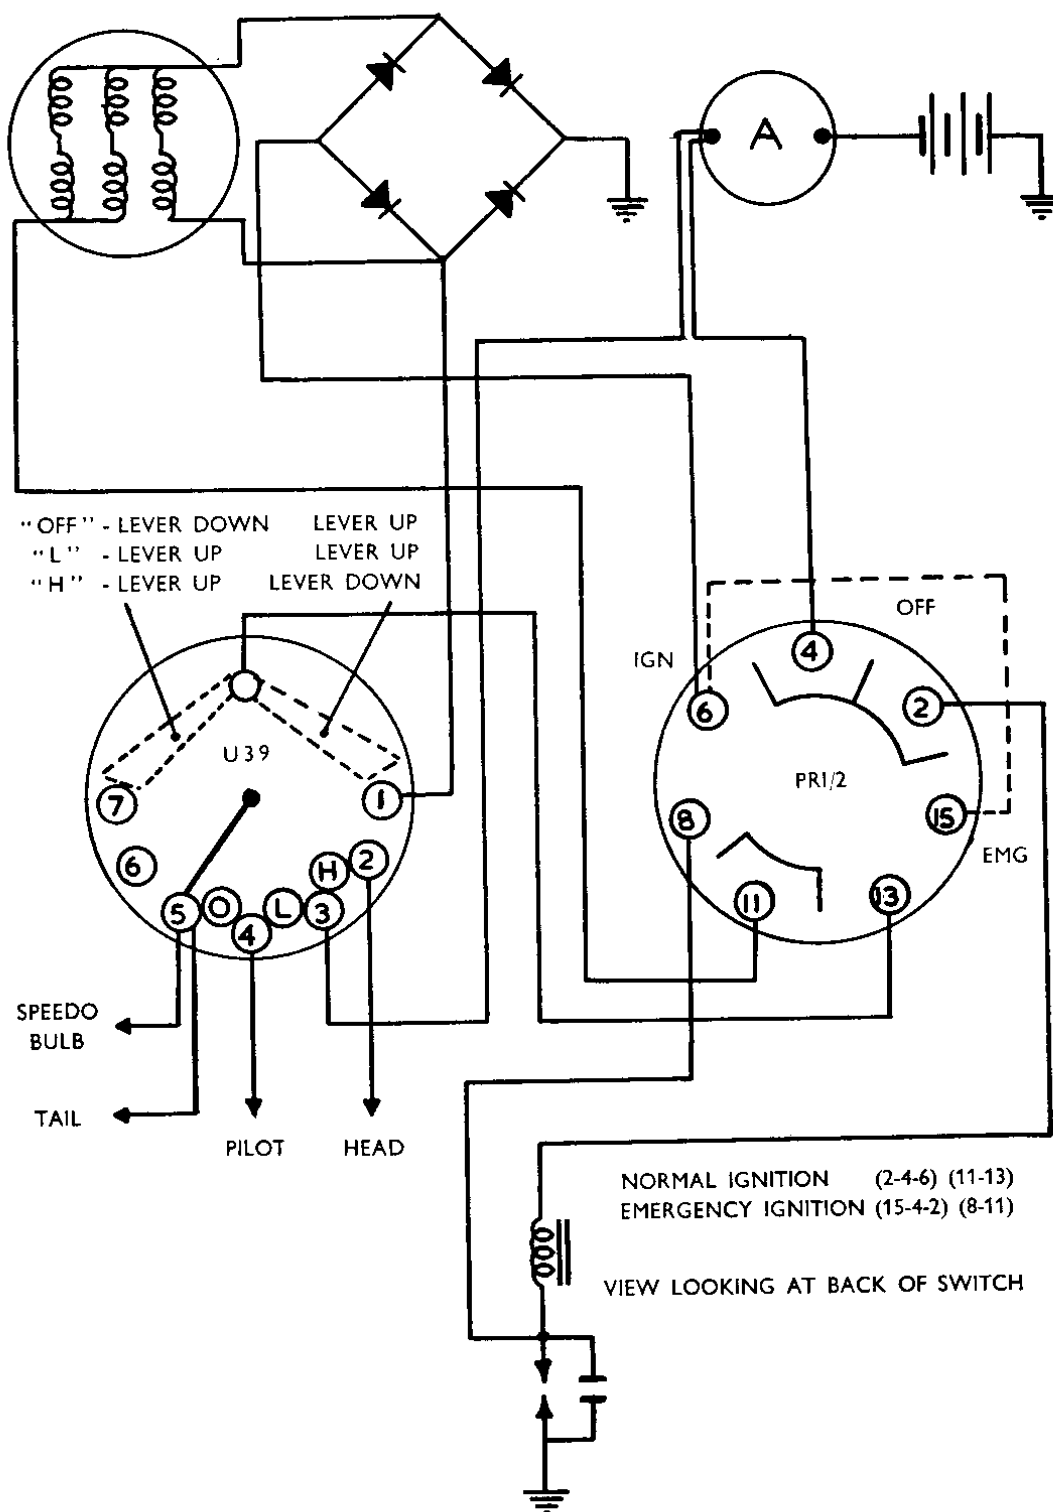 A
"OFF" - LEVER DOWN LEVER UP
"L" - LEVER UP LEVER UP
"H" - LEVER UP LEVER DOWN
OFF
IGN
4
6
2
U39
PR1/2
7
1
8
15
6
2
H
EMG
5
O
L
3
11
13
4
SPEEDO
BULB
TAIL
PILOT
HEAD
NORMAL IGNITION (2-4-6) (11-13)
EMERGENCY IGNITION (15-4-2) (8-11)
VIEW LOOKING AT BACK OF SWITCH